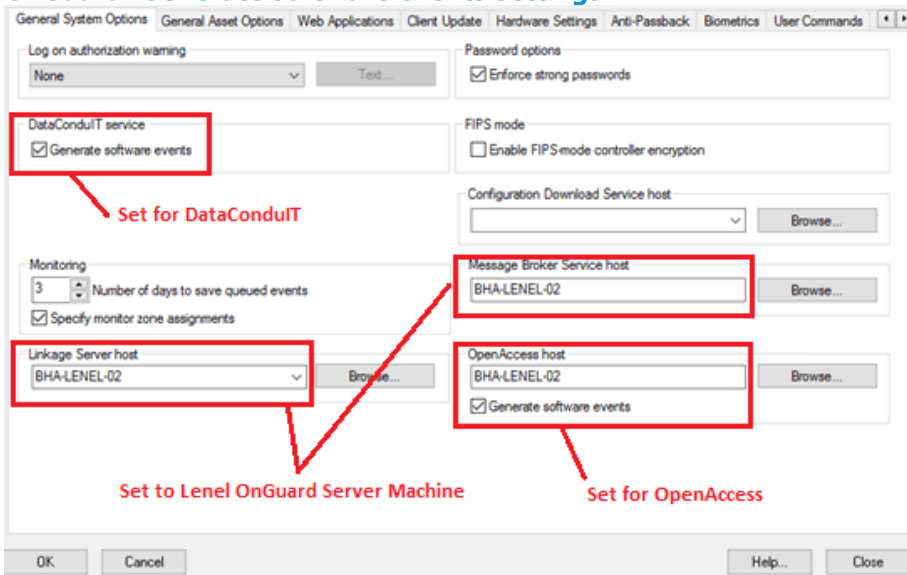 General System Options General Asset Options Web Applications Client Update Hardware Settings Anti-Passback Biometrics User Commands
Log on authorization warning
None
Text...
Password options
Enforce strong passwords
DataConduIT service
Generate software events
FIPS mode
Enable FIPS-mode controller encryption
Set for DataConduIT
Configuration Download Service host
Browse...
Monitoring
3 Number of days to save queued events
Specify monitor zone assignments
Message Broker Service host
BHA-LENEL-02
Browse...
Linkage Server host
BHA-LENEL-02
Browse...
OpenAccess host
BHA-LENEL-02
Browse...
Generate software events
Set to Lenel OnGuard Server Machine
Set for OpenAccess
OK Cancel Help... Close